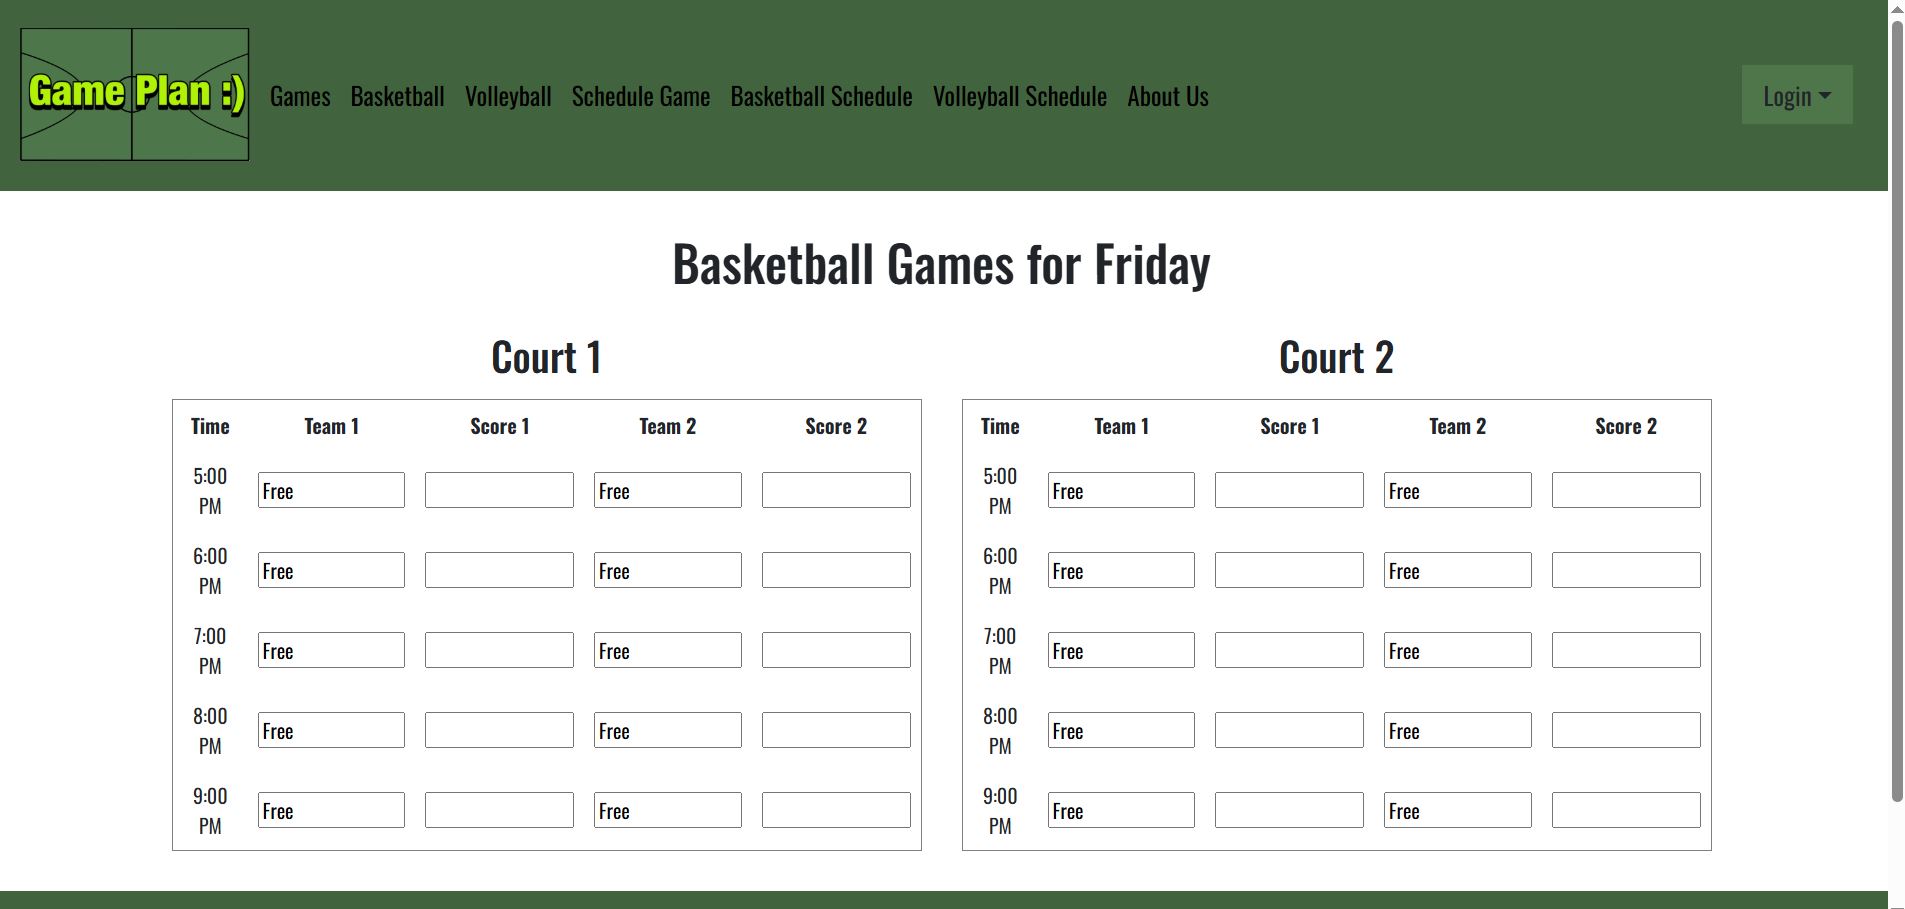 Game Plan :)
Games Basketball Volleyball Schedule Game Basketball Schedule Volleyball Schedule About Us
Login
Basketball Games for Friday
Court 1
Time Team 1 Score 1 Team 2 Score 2
5:00
PM
Free Free
6:00
PM
Free Free
7:00
PM
Free Free
8:00
PM
Free Free
9:00
PM
Free Free
Court 2
Time Team 1 Score 1 Team 2 Score 2
5:00
PM
Free Free
6:00
PM
Free Free
7:00
PM
Free Free
8:00
PM
Free Free
9:00
PM
Free Free